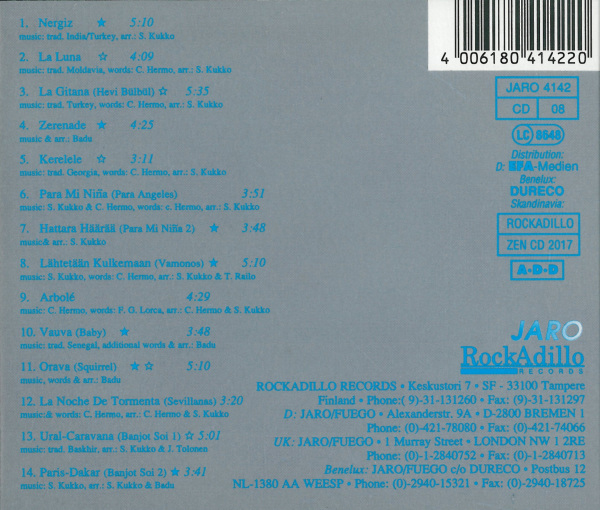 1. Nergiz ★ 5:10
music: trad. India/Turkey, arr.: S. Kukko
2. La Luna ☆ 4:09
music: trad. Moldavia, words: C. Hermo, ar.: S. Kukko
3. La Gitana (Hevi Bülbül) ☆ 5:35
music: trad. Turkey, words: C. Hermo, arr.: S. Kukko
4. Zerenade ★ 4:25
music & arr.: Badu
5. Kerelele ☆ 3:11
music: trad. Georgia, words: C. Hermo, arr.: S. Kukko
6. Para Mi Niña (Para Angeles) 3:51
music: S. Kukko & C. Hermo, words: c. Hermo, arr.: S. Kukko
7. Hattara Häärää (Para Mi Niña 2) ★ 3:48
music& arr.: S. Kukko
8. Lähtetään Kulkemaan (Vamonos) ★ 5:10
music: S. Kukko, words: C. Hermo, arr.: S. Kukko & T. Railo
9. Arbolé 4:29
music: C. Hermo, words: F. G. Lorca, arr.: C. Hermo & S. Kukko
10. Vauva (Baby) ★ 3:48
music: trad. Senegal, additional words & arr.: Badu
11. Orava (Squirrel) ★ ☆ 5:10
music, words & arr.: Badu
12. La Noche De Tormenta (Sevillanas) 3:20
music:& words: C. Hermo, arr.: C. Hermo & S. Kukko
13. Ural-Caravana (Banjot Soi 1) ☆ 5:01
music: trad. Baskhir, arr.: S. Kukko & J. Tolonen
14. Paris-Dakar (Banjot Soi 2) ★ 3:41
music: S. Kukko, arr.: S. Kukko & Badu
4 006180 414220
JARO 4142
CD 08
LC 8648
Distribution:
D: EFA-Medien
Benelux:
DURECO
Skandinavia:
ROCKADILLO
ZEN CD 2017
A·D·D
JARO
RockAdillo
RECORDS
ROCKADILLO RECORDS • Keskustori 7 • SF - 33100 Tampere
Finland • Phone:( 9)-31-131260 • Fax: (9)-31-131297
D: JARO/FUEGO • Alexanderstr. 9A • D-2800 BREMEN 1
Phone: (0)-421-78080 • Fax: (0)-421-74066
UK: JARO/FUEGO • 1 Murray Street • LONDON NW 1 2RE
Phone: (0)-1-2840752 • Fax: (0)-1-2840713
Benelux: JARO/FUEGO c/o DURECO • Postbus 12
NL-1380 AA WEESP • Phone: (0)-2940-15321 • Fax: (0)-2940-18725